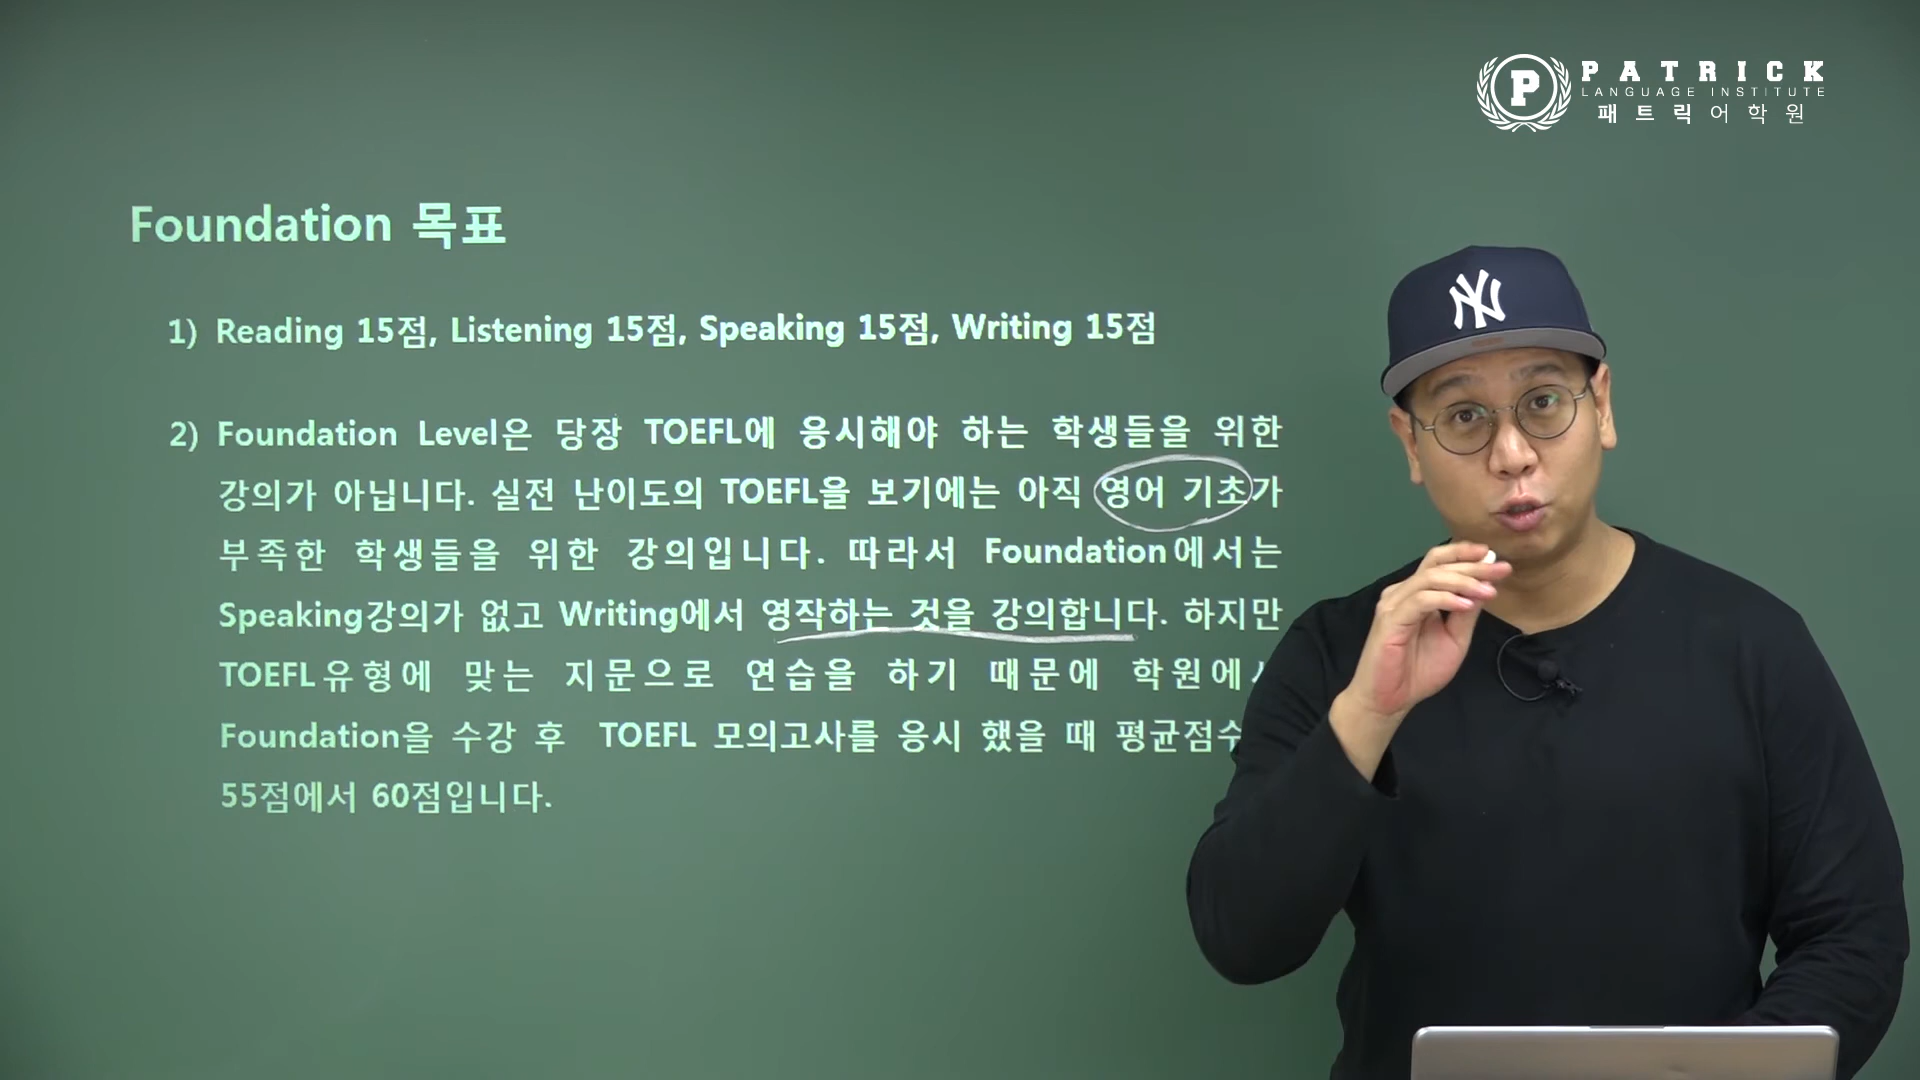 P
PATRICK
LANGUAGE INSTITUTE
패트릭어학원
Foundation 목표
1) Reading 15점, Listening 15점, Speaking 15점, Writing 15점
2) Foundation Level은 당장 TOEFL에 응시해야 하는 학생들을 위한
강의가 아닙니다. 실전 난이도의 TOEFL을 보기에는 아직 영어 기초가
부족한 학생들을 위한 강의입니다. 따라서 Foundation에서는
Speaking강의가 없고 Writing에서 영작하는 것을 강의합니다. 하지만
TOEFL유형에 맞는 지문으로 연습을 하기 때문에 학원에서
Foundation을 수강 후 TOEFL 모의고사를 응시 했을 때 평균점수
55점에서 60점입니다.
NY